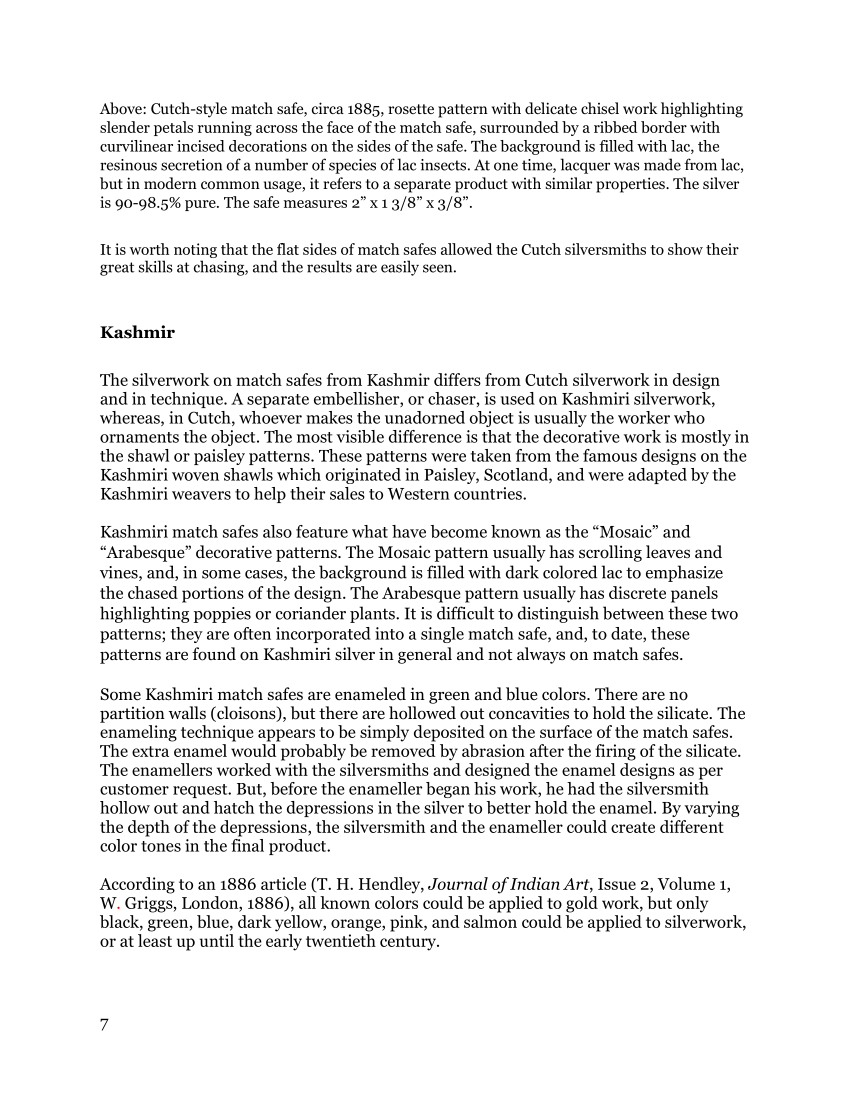 Above: Cutch-style match safe, circa 1885, rosette pattern with delicate chisel work highlighting
slender petals running across the face of the match safe, surrounded by a ribbed border with
curvilinear incised decorations on the sides of the safe. The background is filled with lac, the
resinous secretion of a number of species of lac insects. At one time, lacquer was made from lac,
but in modern common usage, it refers to a separate product with similar properties. The silver
is 90-98.5% pure. The safe measures 2” x 1 3/8” x 3/8”.
It is worth noting that the flat sides of match safes allowed the Cutch silversmiths to show their
great skills at chasing, and the results are easily seen.
Kashmir
The silverwork on match safes from Kashmir differs from Cutch silverwork in design
and in technique. A separate embellisher, or chaser, is used on Kashmiri silverwork,
whereas, in Cutch, whoever makes the unadorned object is usually the worker who
ornaments the object. The most visible difference is that the decorative work is mostly in
the shawl or paisley patterns. These patterns were taken from the famous designs on the
Kashmiri woven shawls which originated in Paisley, Scotland, and were adapted by the
Kashmiri weavers to help their sales to Western countries.
Kashmiri match safes also feature what have become known as the “Mosaic” and
“Arabesque” decorative patterns. The Mosaic pattern usually has scrolling leaves and
vines, and, in some cases, the background is filled with dark colored lac to emphasize
the chased portions of the design. The Arabesque pattern usually has discrete panels
highlighting poppies or coriander plants. It is difficult to distinguish between these two
patterns; they are often incorporated into a single match safe, and, to date, these
patterns are found on Kashmiri silver in general and not always on match safes.
Some Kashmiri match safes are enameled in green and blue colors. There are no
partition walls (cloisons), but there are hollowed out concavities to hold the silicate. The
enameling technique appears to be simply deposited on the surface of the match safes.
The extra enamel would probably be removed by abrasion after the firing of the silicate.
The enamellers worked with the silversmiths and designed the enamel designs as per
customer request. But, before the enameller began his work, he had the silversmith
hollow out and hatch the depressions in the silver to better hold the enamel. By varying
the depth of the depressions, the silversmith and the enameller could create different
color tones in the final product.
According to an 1886 article (T. H. Hendley, Journal of Indian Art, Issue 2, Volume 1,
W. Griggs, London, 1886), all known colors could be applied to gold work, but only
black, green, blue, dark yellow, orange, pink, and salmon could be applied to silverwork,
or at least up until the early twentieth century.
7